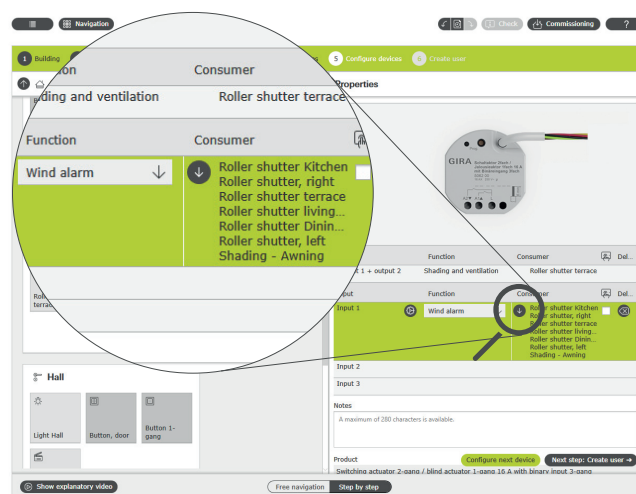 Navigation
Check
Commissioning
?
1 Building
5 Configure devices
6 Create user
Properties
Consumer
ding and ventilation
Roller shutter terrace
Function
Consumer
Wind alarm
Roller shutter Kitchen
Roller shutter, right
Roller shutter terrace
Roller shutter living...
Roller shutter Dinin...
Roller shutter, left
Shading - Awning
GIRA
Function
Consumer
Del...
1 + output 2
Shading and ventilation
Roller shutter terrace
Function
Del...
Input 1
Wind alarm
Roller shutter Kitchen
Roller shutter, right
Roller shutter terrace
Roller shutter living...
Roller shutter Dinin...
Roller shutter, left
Shading - Awning
Input 2
Input 3
Hall
Light Hall
Button, door
Button 1-
gang
Notes
A maximum of 280 characters is available.
Product
Configure next device
Next step: Create user →
Switching actuator 2-gang / blind actuator 1-gang 16 A with binary input 3-gang
Show explanatory video
Free navigation
Step by step